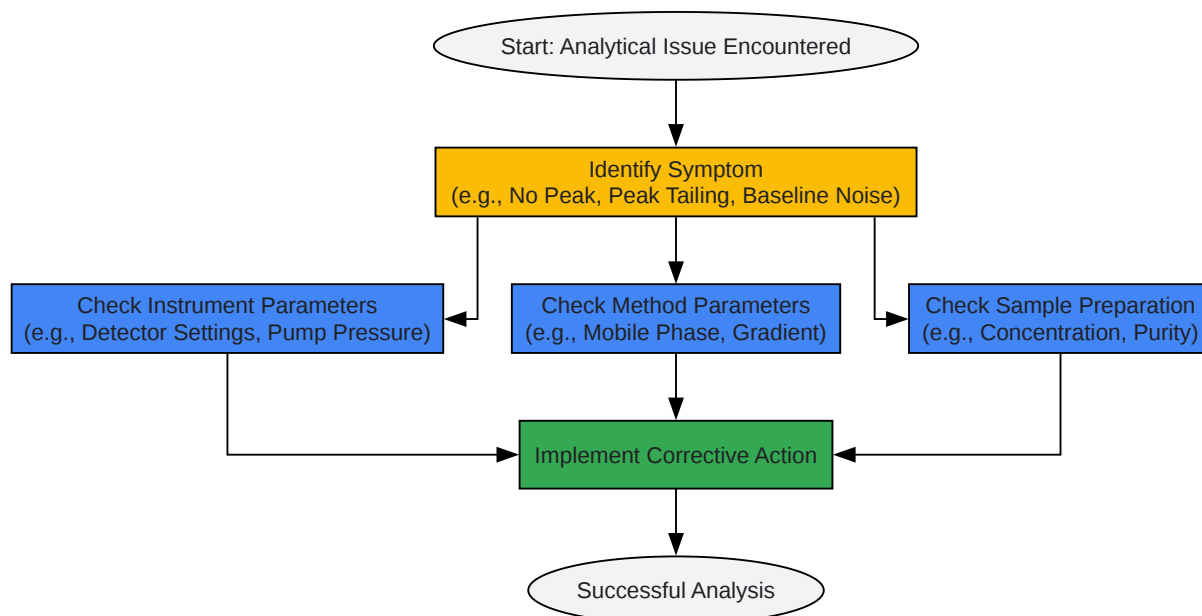 Start: Analytical Issue Encountered
Identify Symptom
(e.g., No Peak, Peak Tailing, Baseline Noise)
Check Instrument Parameters
(e.g., Detector Settings, Pump Pressure)
Check Method Parameters
(e.g., Mobile Phase, Gradient)
Check Sample Preparation
(e.g., Concentration, Purity)
Implement Corrective Action
Successful Analysis